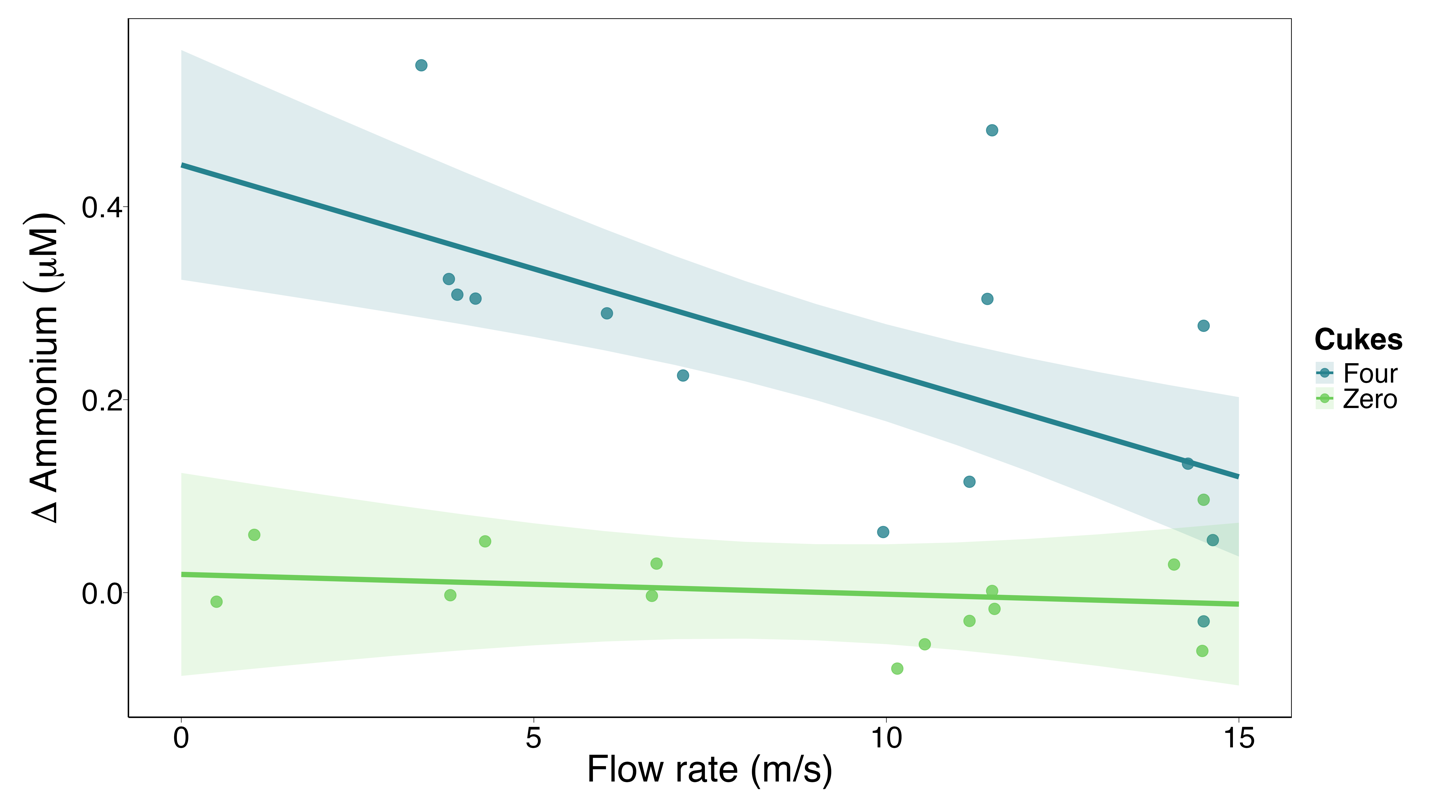 Δ Ammonium (μM)
0.4
0.2
0.0
0 5 10 15
Flow rate (m/s)
Cukes
Four
Zero